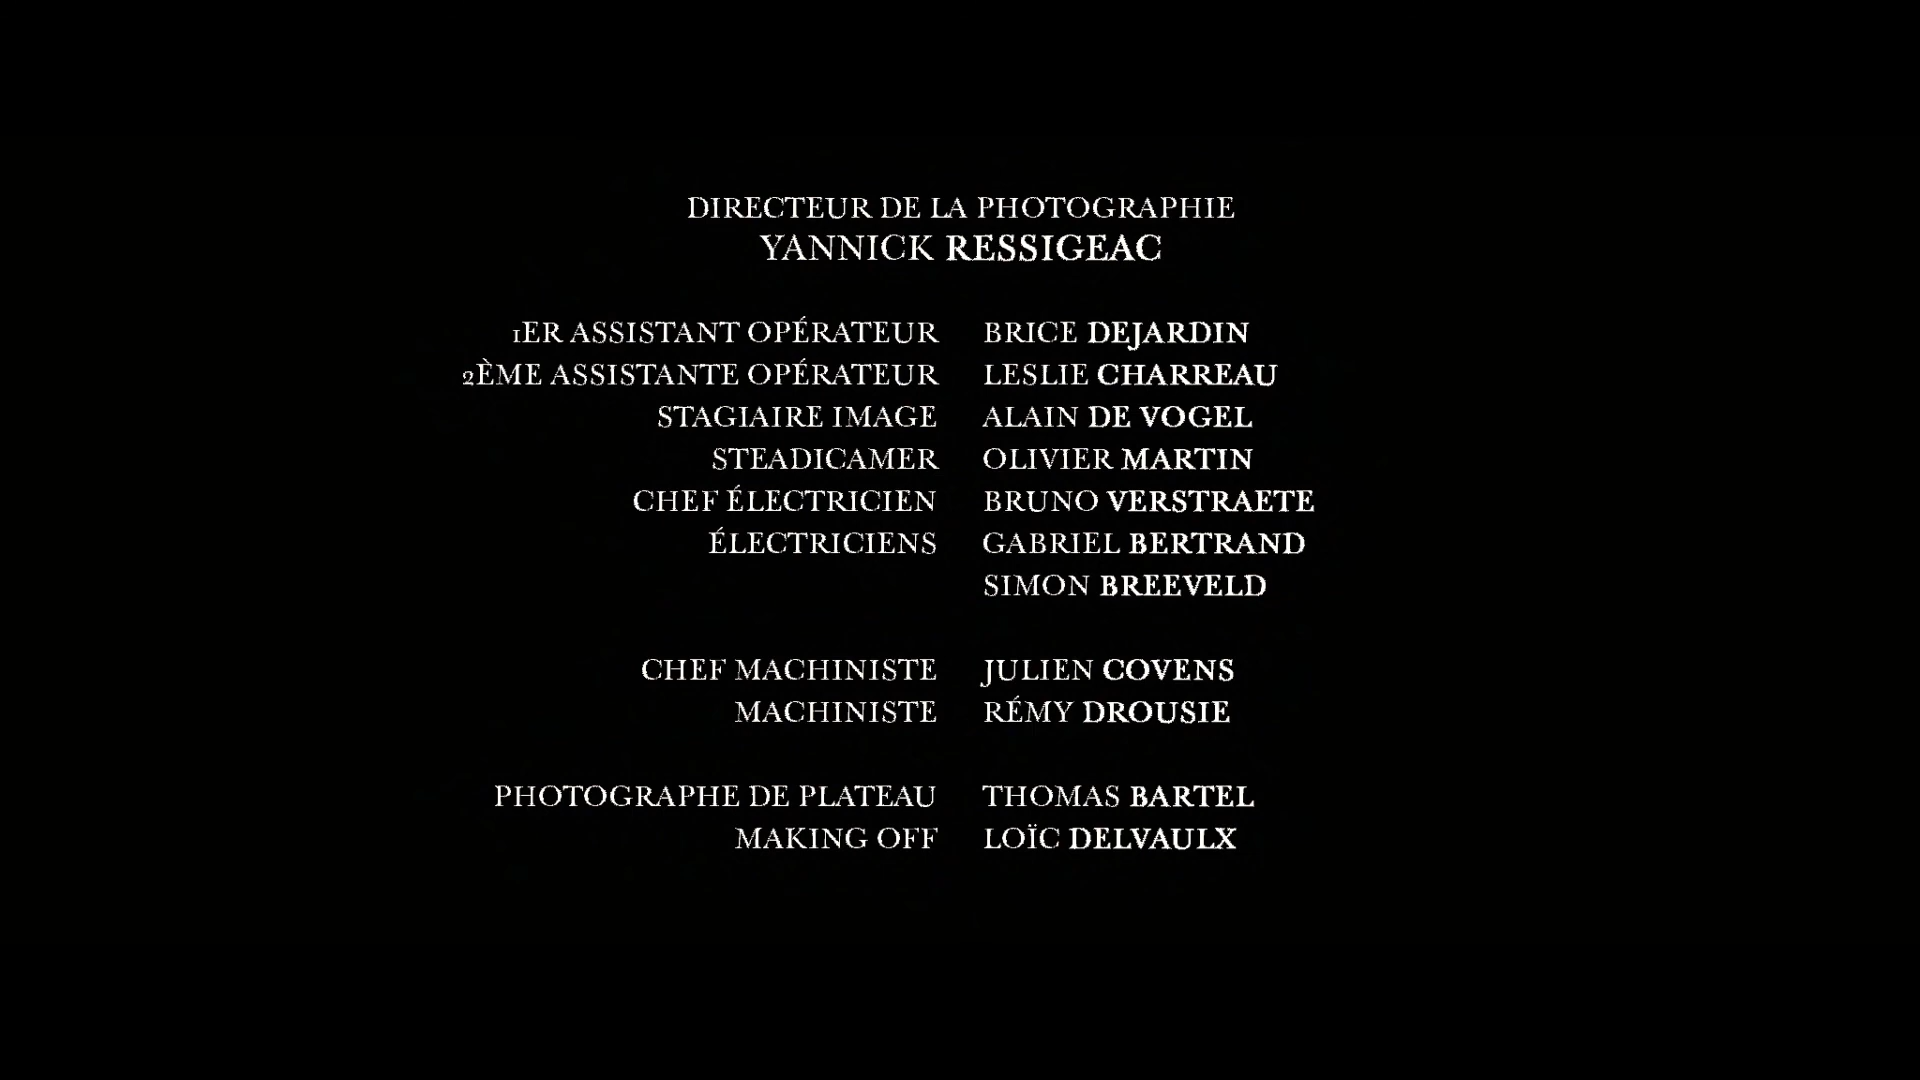 DIRECTEUR DE LA PHOTOGRAPHIE
YANNICK RESSIGEAC
1ER ASSISTANT OPÉRATEUR BRICE DEJARDIN
2ÈME ASSISTANTE OPÉRATEUR LESLIE CHARREAU
STAGIAIRE IMAGE ALAIN DE VOGEL
STEADICAMER OLIVIER MARTIN
CHEF ÉLECTRICIEN BRUNO VERSTRAETE
ÉLECTRICIENS GABRIEL BERTRAND
SIMON BREEVELD
CHEF MACHINISTE JULIEN COVENS
MACHINISTE RÉMY DROUSIE
PHOTOGRAPHE DE PLATEAU THOMAS BARTEL
MAKING OFF LOÏC DELVAULX